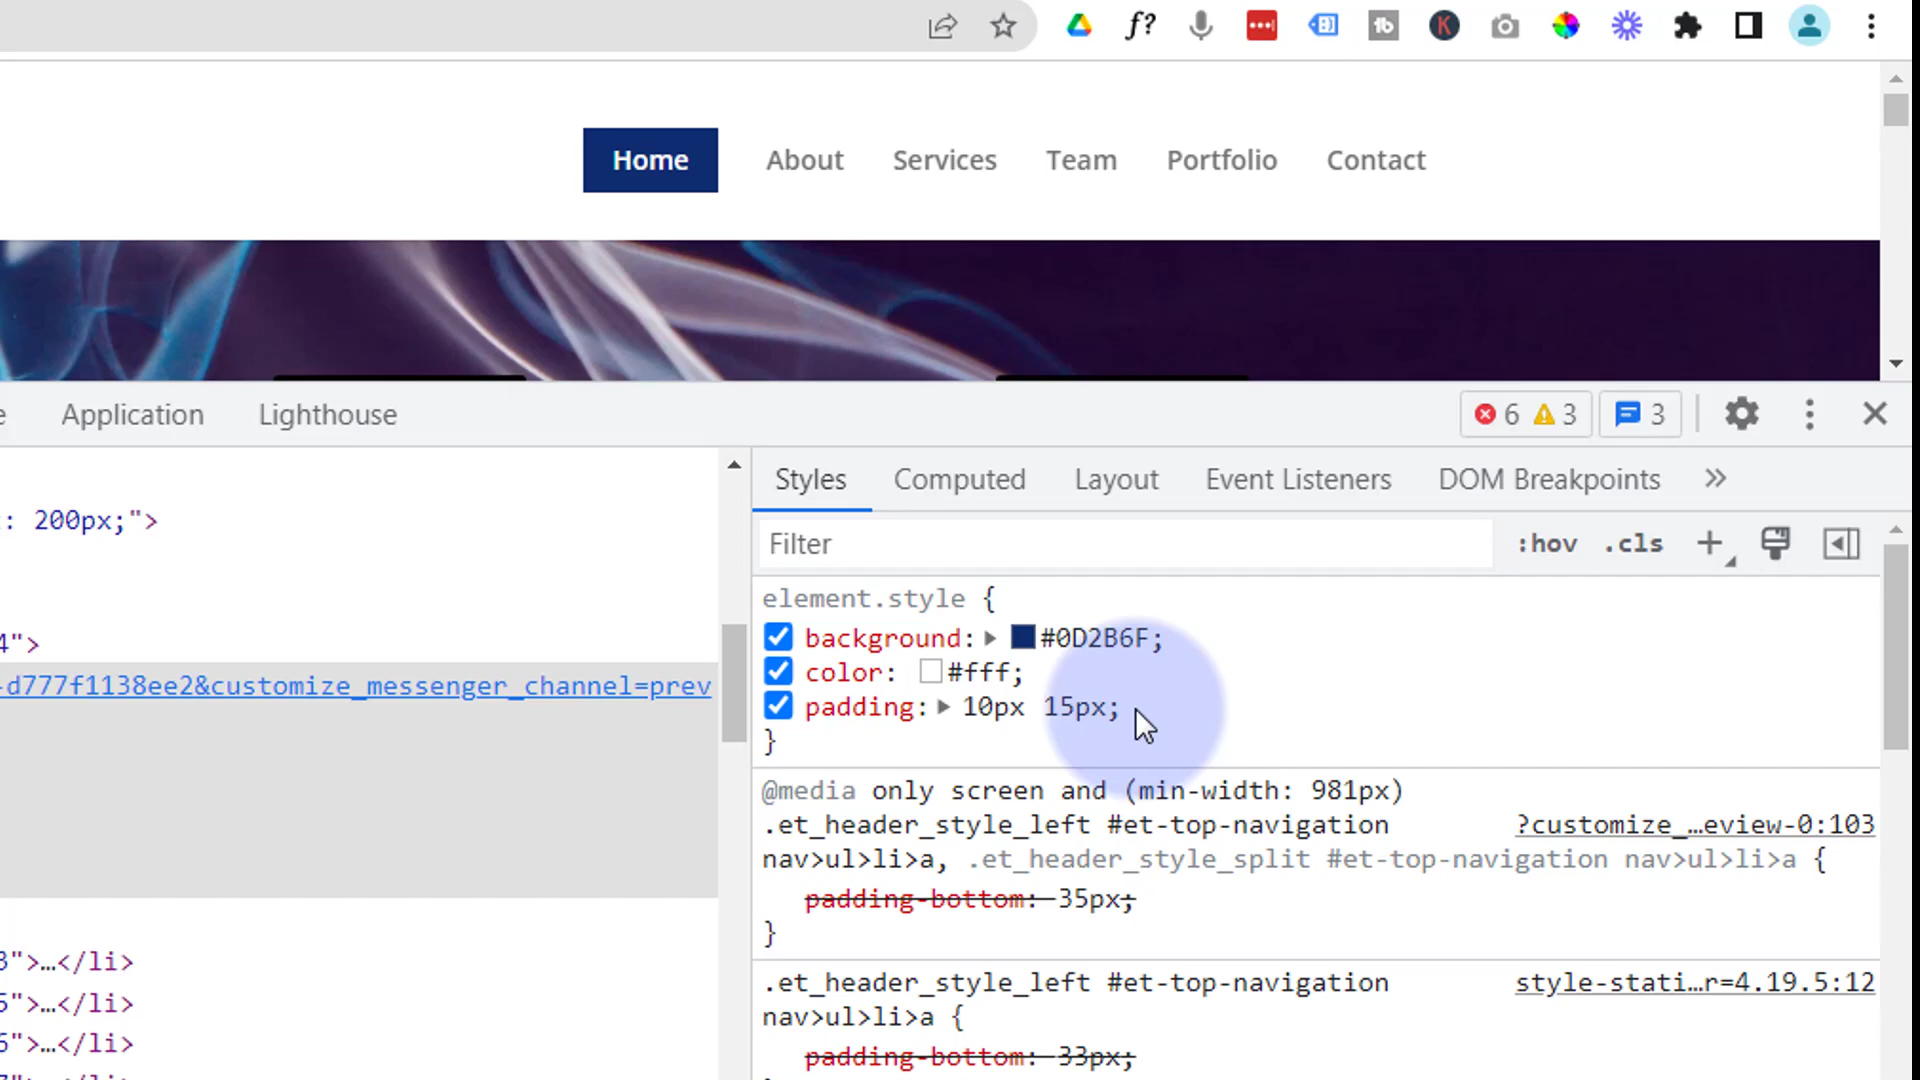 f?
Home About Services Team Portfolio Contact
e Application Lighthouse 6 3 3
Styles Computed Layout Event Listeners DOM Breakpoints »
Filter :hov .cls +
: 200px;">
4">
-d777f1138ee2&customize_messenger_channel=prev
3">…</li>
5">…</li>
6">…</li>
element.style {
background: #0D2B6F;
color: #fff;
padding: 10px 15px;
}
@media only screen and (min-width: 981px)
.et_header_style_left #et-top-navigation ?customize_…eview-0:103
nav>ul>li>a, .et_header_style_split #et-top-navigation nav>ul>li>a {
padding-bottom: 35px;
}
.et_header_style_left #et-top-navigation style-stati…r=4.19.5:12
nav>ul>li>a {
padding-bottom: 33px;